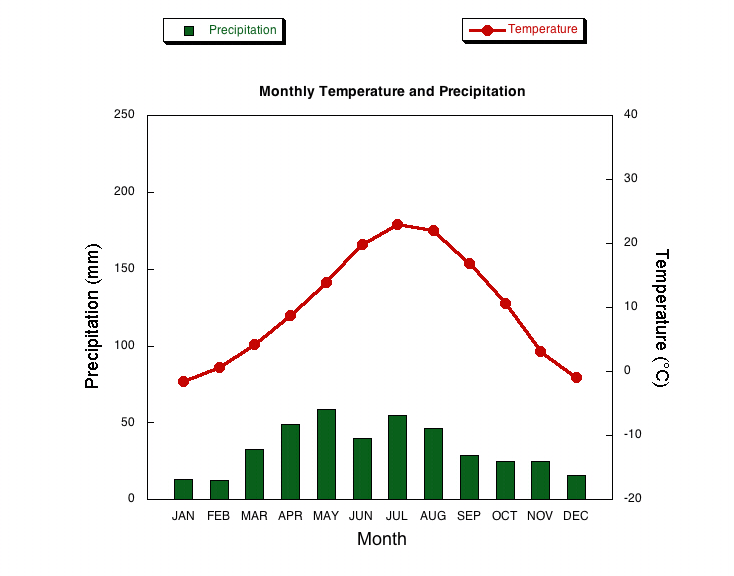 Precipitation
Temperature
Monthly Temperature and Precipitation
250
200
150
100
50
0
Precipitation (mm)
40
30
20
10
0
-10
-20
Temperature (°C)
JAN FEB MAR APR MAY JUN JUL AUG SEP OCT NOV DEC
Month